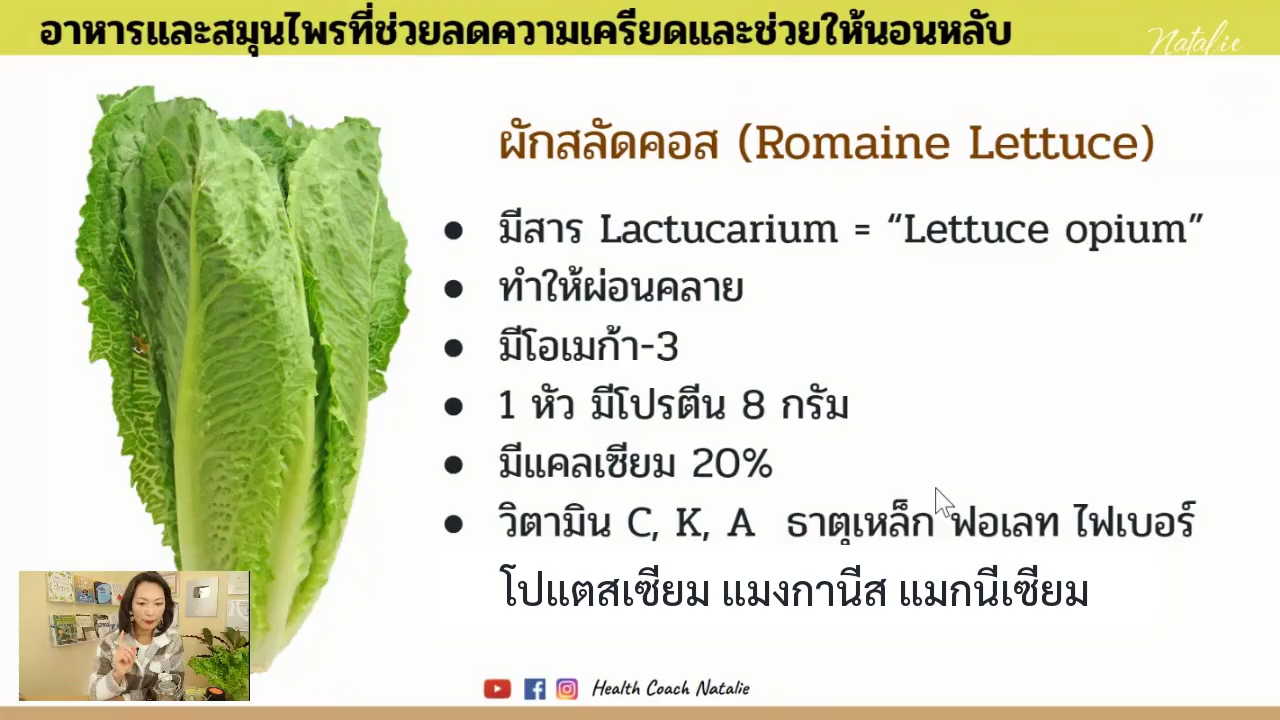 อาหารและสมุนไพรที่ช่วยลดความเครียดและช่วยให้นอนหลับ
Natalie
ผักสลัดคอส (Romaine Lettuce)
● มีสาร Lactucarium = “Lettuce opium”
● ทำให้ผ่อนคลาย
● มีโอเมก้า-3
● 1 หัว มีโปรตีน 8 กรัม
● มีแคลเซียม 20%
● วิตามิน C, K, A ธาตุเหล็ก ฟอเลท ไฟเบอร์
โปแตสเซียม แมงกานีส แมกนีเซียม
Health Coach Natalie